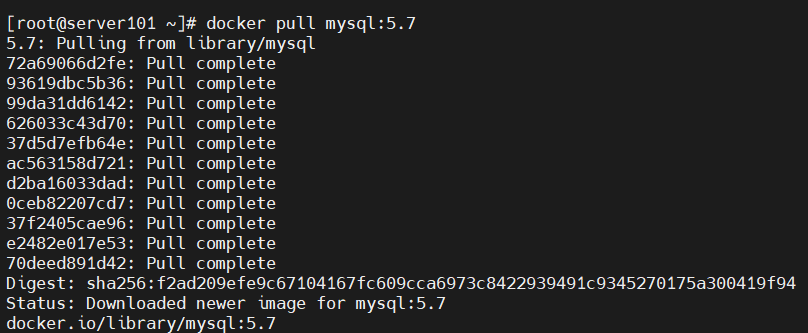 [root@server101 ~]# docker pull mysql:5.7
5.7: Pulling from library/mysql
72a69066d2fe: Pull complete
93619dbc5b36: Pull complete
99da31dd6142: Pull complete
626033c43d70: Pull complete
37d5d7efb64e: Pull complete
ac563158d721: Pull complete
d2ba16033dad: Pull complete
0ceb82207cd7: Pull complete
37f2405cae96: Pull complete
e2482e017e53: Pull complete
70deed891d42: Pull complete
Digest: sha256:f2ad209efe9c67104167fc609cca6973c8422939491c9345270175a300419f94
Status: Downloaded newer image for mysql:5.7
docker.io/library/mysql:5.7